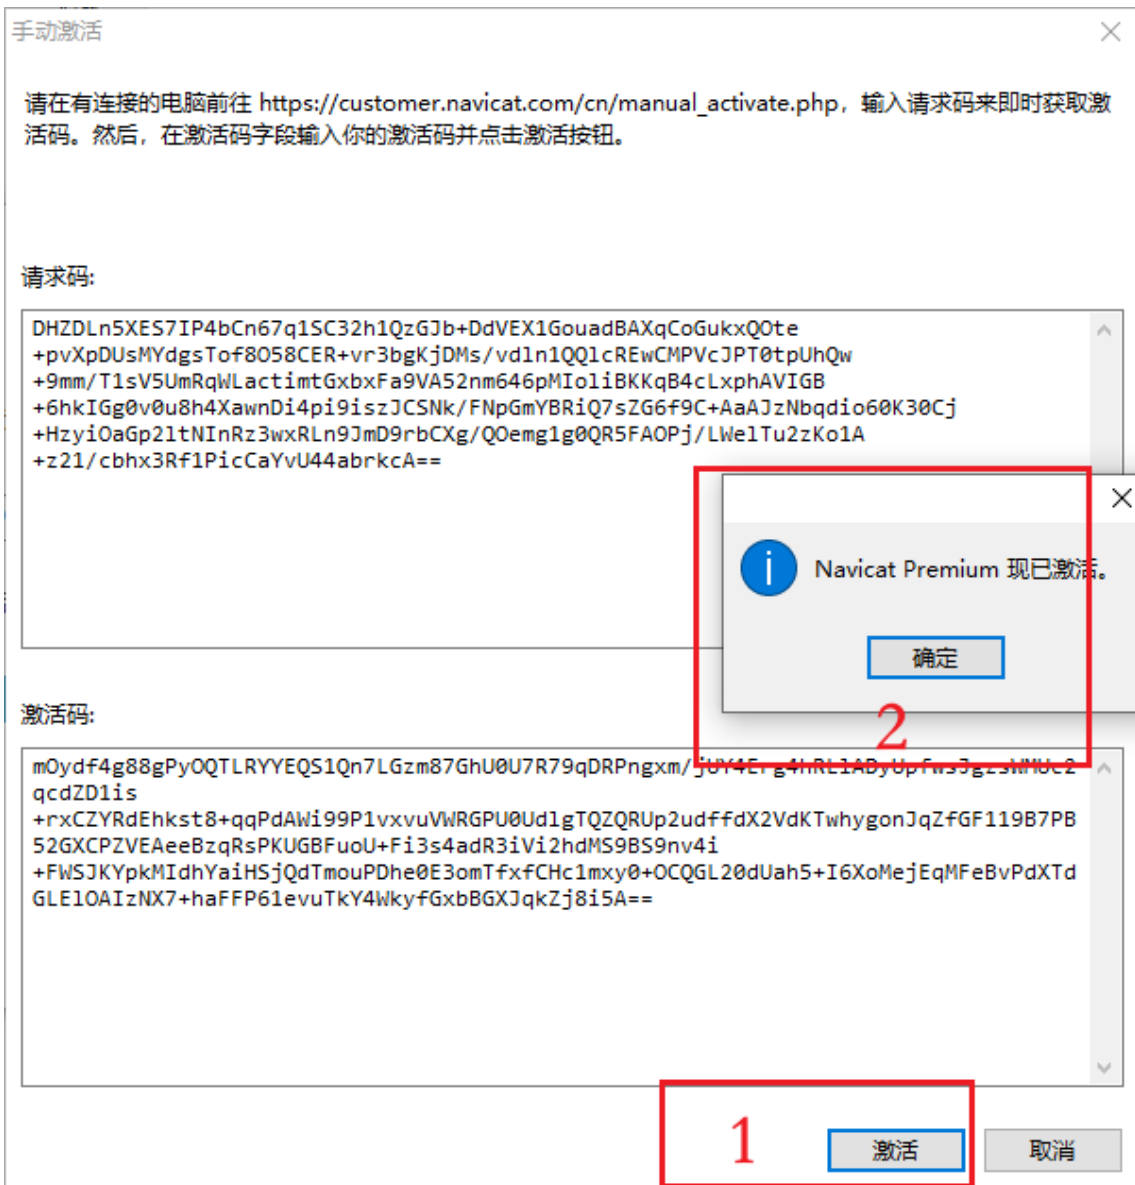 手动激活
请在有连接的电脑前往 https://customer.navicat.com/cn/manual_activate.php，输入请求码来即时获取激
活码。然后，在激活码字段输入你的激活码并点击激活按钮。
请求码:
DHZDLn5XES7IP4bCn67q1SC32h1QzGJb+DdVEX1GouadBAXqCoGukxQOte
+pvXpDUsMYdgsTof8O58CER+vr3bgKjDMs/vdln1QQlcREwCMPVcJPT0tpUhQw
+9mm/T1sV5UmRqWLactimtGxbxFa9VA52nm646pMIoliBKKqB4cLxphAVIGB
+6hkIGg0v0u8h4XawnDi4pi9iszJCSNk/FNpGmYBRiQ7sZG6f9C+AaAJzNbqdio60K30Cj
+HzyiOaGp2ltNInRz3wxRLn9JmD9rbCXg/QOemg1g0QR5FAOPj/LWelTu2zKo1A
+z21/cbhx3Rf1PicCaYvU44abrkcA==
Navicat Premium 现已激活。
确定
2
激活码:
qcdZD1is
+rxCZYRdEhkst8+qqPdAWi99P1vxvuVWRGPU0UdlgTQZQRUp2udffdX2VdKTwhygonJqZfGF119B7PB
52GXCPZVEAeeBzqRsPKUGBFuoU+Fi3s4adR3iVi2hdMS9BS9nv4i
+FWSJKYpkMIdhYaiHSjQdTmouPDhe0E3omTfxfCHc1mxy0+OCQGL20dUah5+I6XoMejEqMFeBvPdXTd
GLElOAIzNX7+haFFP61evuTkY4WkyfGxbBGXJqkZj8i5A==
1
激活
取消